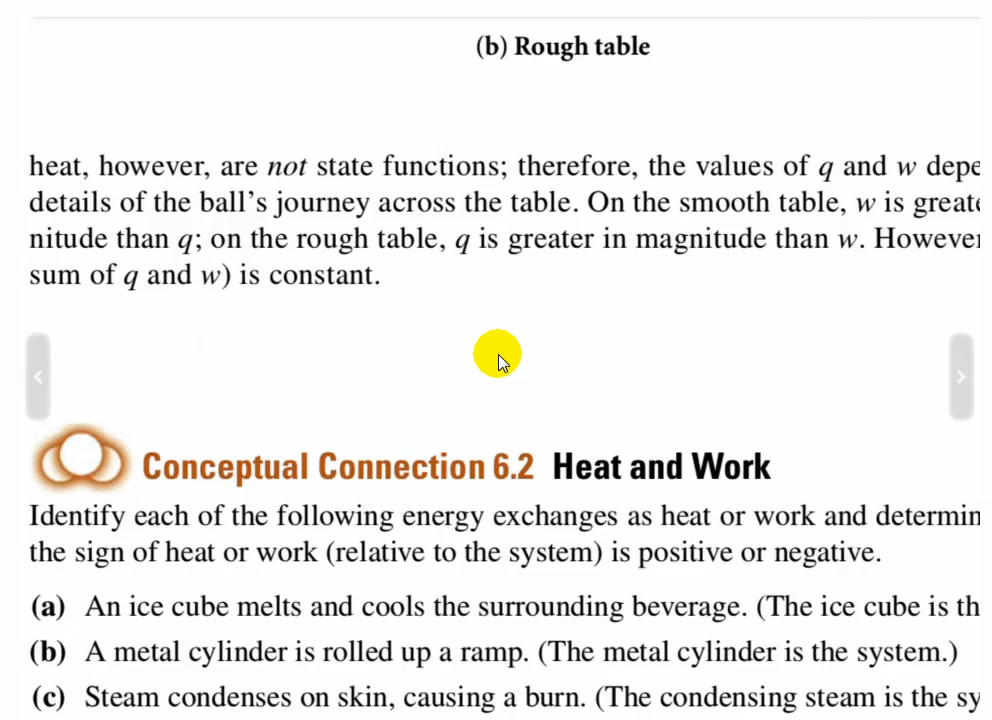 (b) Rough table
heat, however, are not state functions; therefore, the values of q and w depe
details of the ball's journey across the table. On the smooth table, w is greate
nitude than q; on the rough table, q is greater in magnitude than w. However
sum of q and w) is constant.
Conceptual Connection 6.2 Heat and Work
Identify each of the following energy exchanges as heat or work and determin
the sign of heat or work (relative to the system) is positive or negative.
(a) An ice cube melts and cools the surrounding beverage. (The ice cube is th
(b) A metal cylinder is rolled up a ramp. (The metal cylinder is the system.)
(c) Steam condenses on skin, causing a burn. (The condensing steam is the sy